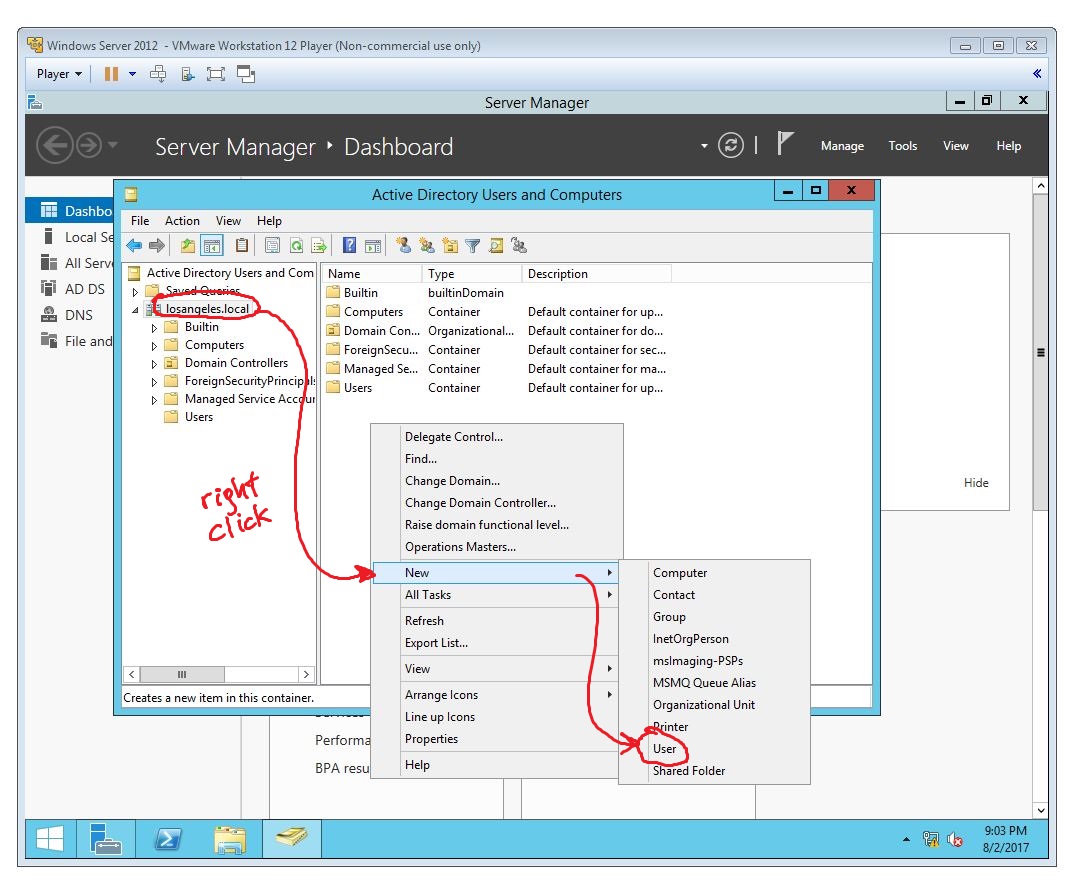 Windows Server 2012 - VMware Workstation 12 Player (Non-commercial use only)
Player
Server Manager
Server Manager Dashboard
Manage Tools View Help
Dashbo
Local Se
All Serve
AD DS
DNS
File and
Active Directory Users and Computers
File Action View Help
Active Directory Users and Com
Saved Queries
losangeles.local
Builtin
Computers
Domain Controllers
ForeignSecurityPrincipals
Managed Service Accour
Users
Name Type Description
Builtin builtinDomain
Computers Container Default container for up...
Domain Con... Organizational... Default container for do...
ForeignSecu... Container Default container for sec...
Managed Se... Container Default container for ma...
Users Container Default container for up...
right
click
Delegate Control...
Find...
Change Domain...
Change Domain Controller...
Raise domain functional level...
Operations Masters...
New
All Tasks
Refresh
Export List...
View
Arrange Icons
Line up Icons
Properties
Help
Computer
Contact
Group
InetOrgPerson
msImaging-PSPs
MSMQ Queue Alias
Organizational Unit
Printer
User
Shared Folder
Hide
Creates a new item in this container.
Performa
BPA resu
9:03 PM
8/2/2017